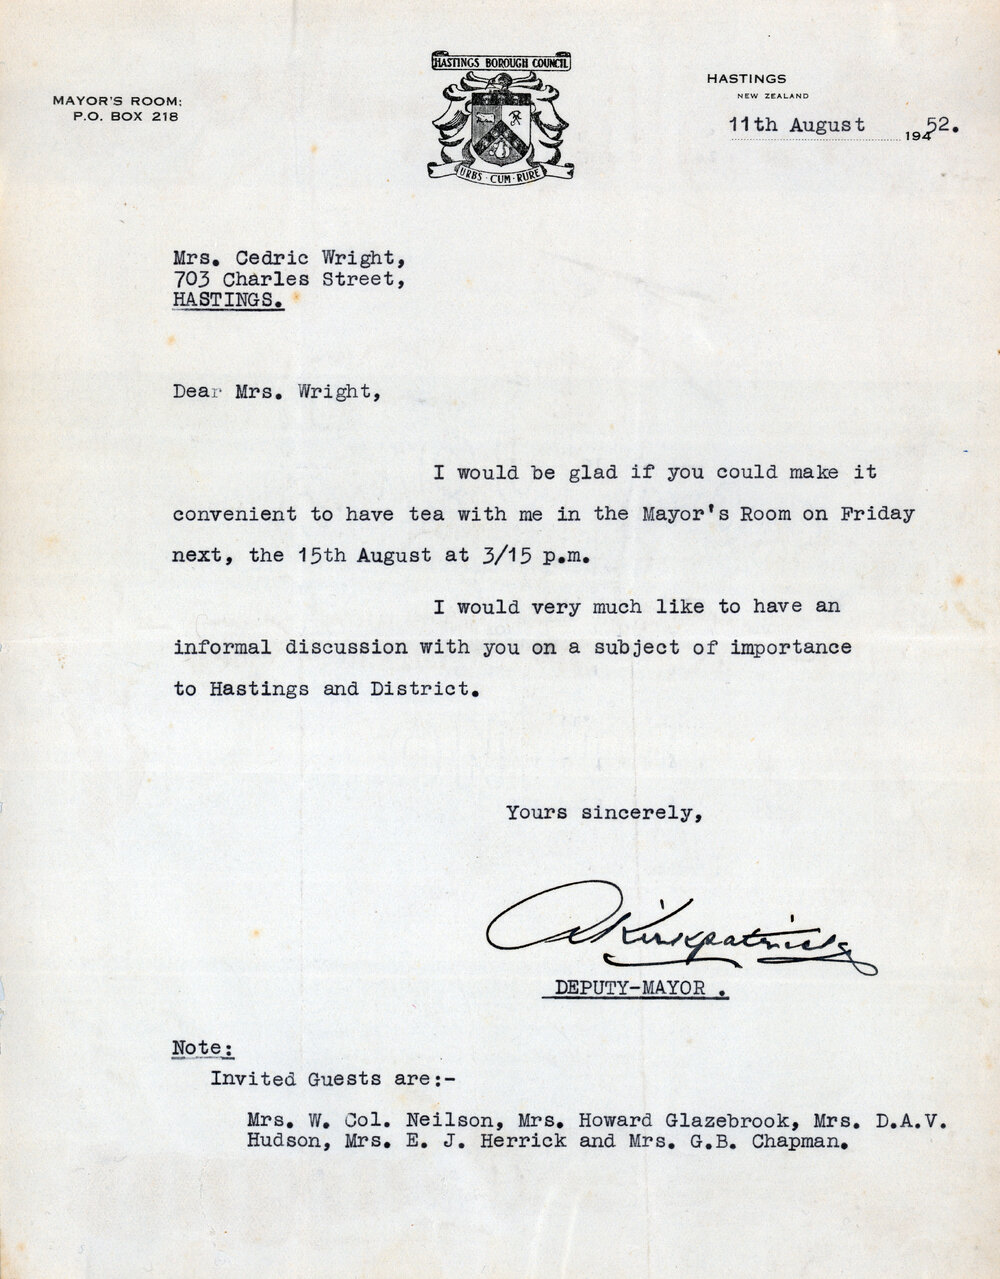 HASTINGS BOROUGH COUNCIL
URBS · CUM · RURE
MAYOR'S ROOM:
P.O. BOX 218
HASTINGS
NEW ZEALAND
11th August 19452.
Mrs. Cedric Wright,
703 Charles Street,
HASTINGS.
Dear Mrs. Wright,
I would be glad if you could make it
convenient to have tea with me in the Mayor's Room on Friday
next, the 15th August at 3/15 p.m.
I would very much like to have an
informal discussion with you on a subject of importance
to Hastings and District.
Yours sincerely,
Kirkpatrick
DEPUTY-MAYOR .
Note:
Invited Guests are:-
Mrs. W. Col. Neilson, Mrs. Howard Glazebrook, Mrs. D.A.V.
Hudson, Mrs. E. J. Herrick and Mrs. G.B. Chapman.